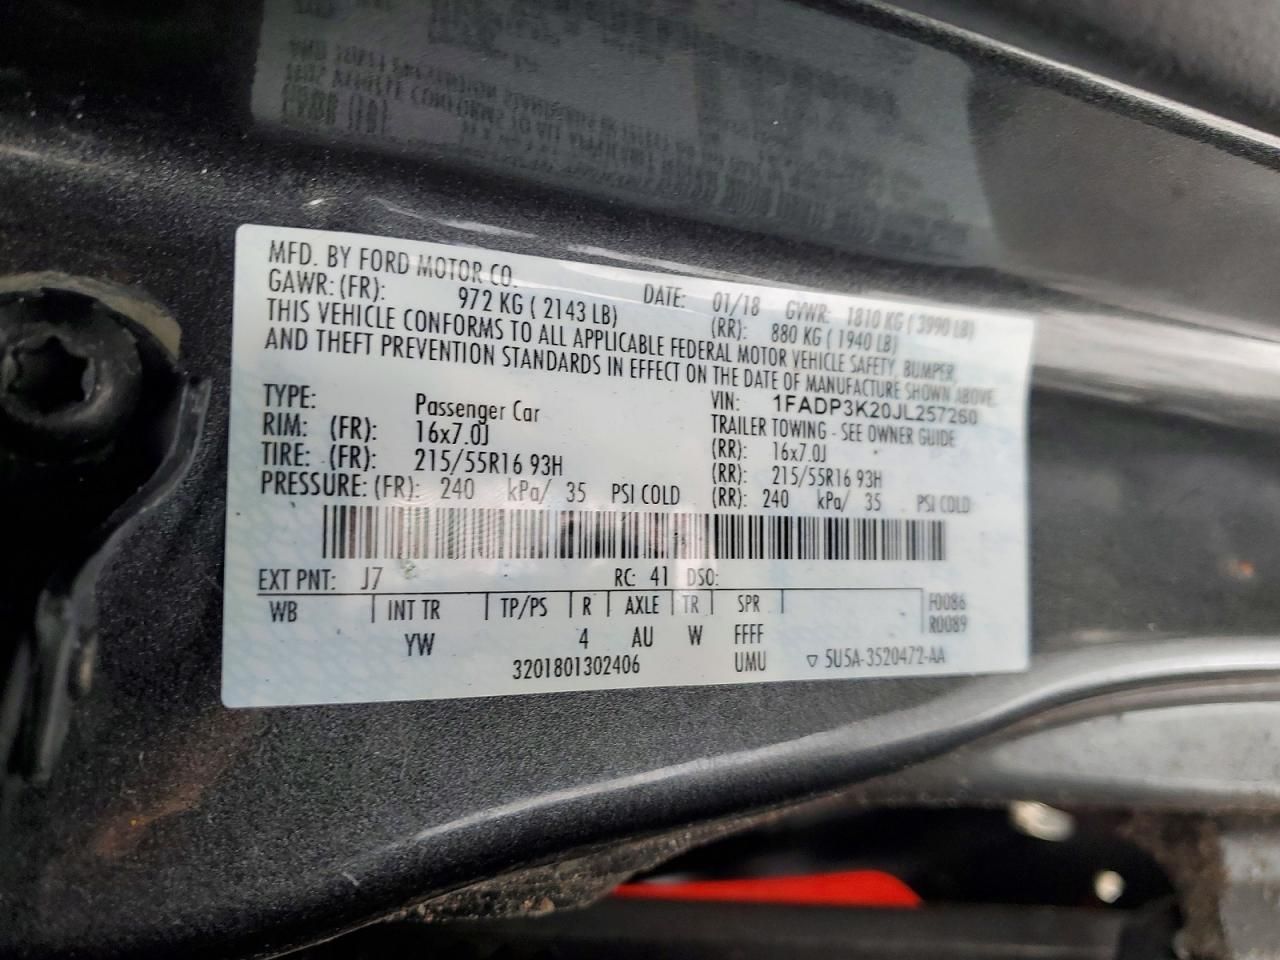 MFD. BY FORD MOTOR CO.
DATE: 01/18 GVWR: 1810 KG ( 3990 LB)
GAWR: (FR): 972 KG ( 2143 LB) (RR): 880 KG ( 1940 LB)
THIS VEHICLE CONFORMS TO ALL APPLICABLE FEDERAL MOTOR VEHICLE SAFETY, BUMPER,
AND THEFT PREVENTION STANDARDS IN EFFECT ON THE DATE OF MANUFACTURE SHOWN ABOVE.
VIN: 1FADP3K20JL257260
TYPE: Passenger Car TRAILER TOWING - SEE OWNER GUIDE
RIM: (FR): 16x7.0J (RR): 16x7.0J
TIRE: (FR): 215/55R16 93H (RR): 215/55R16 93H
PRESSURE: (FR): 240 kPa/ 35 PSI COLD (RR): 240 kPa/ 35 PSI COLD
EXT PNT: J7 RC: 41 DSO:
WB INT TR TP/PS R AXLE TR SPR F0086
R0089
YW 4 AU W FFFF
3201801302406 UMU ▽ 5U5A-3520472-AA